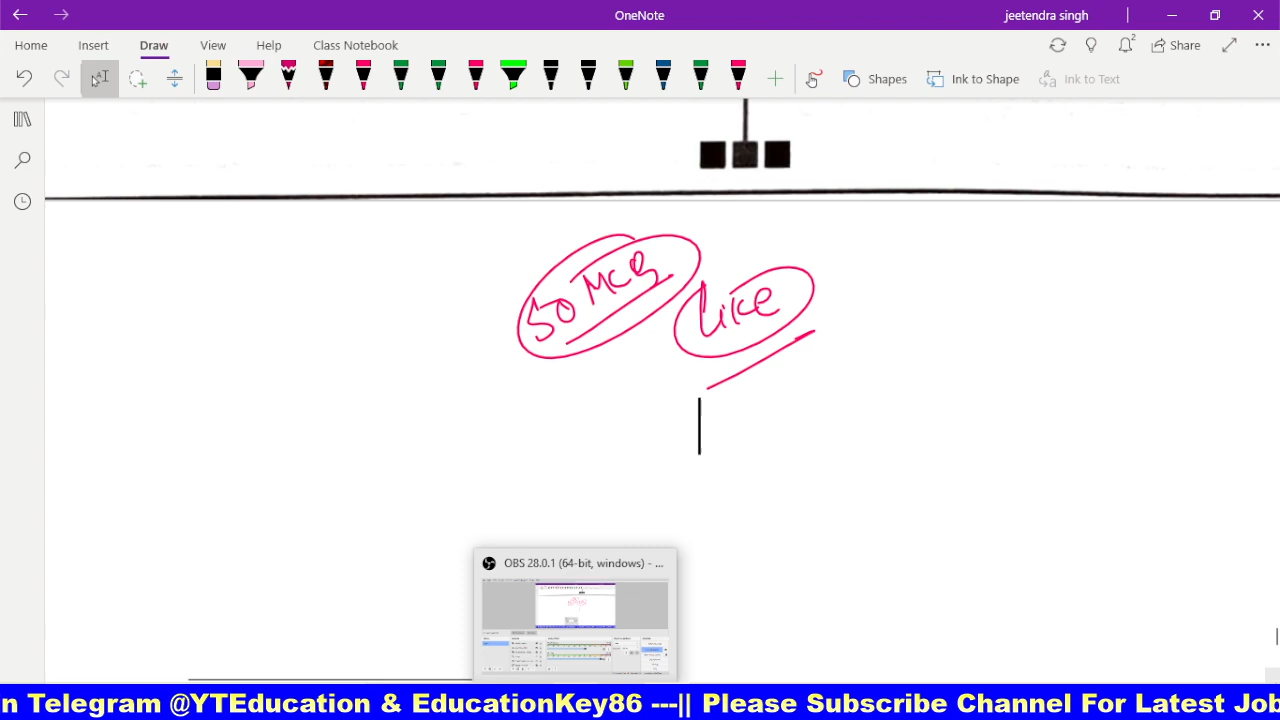 OneNote
jeetendra singh
Home Insert Draw View Help Class Notebook
Share
Shapes Ink to Shape Ink to Text
50 MCQ
Like
OBS 28.0.1 (64-bit, windows) - ...
n Telegram @YTEducation & EducationKey86 ---|| Please Subscribe Channel For Latest Job